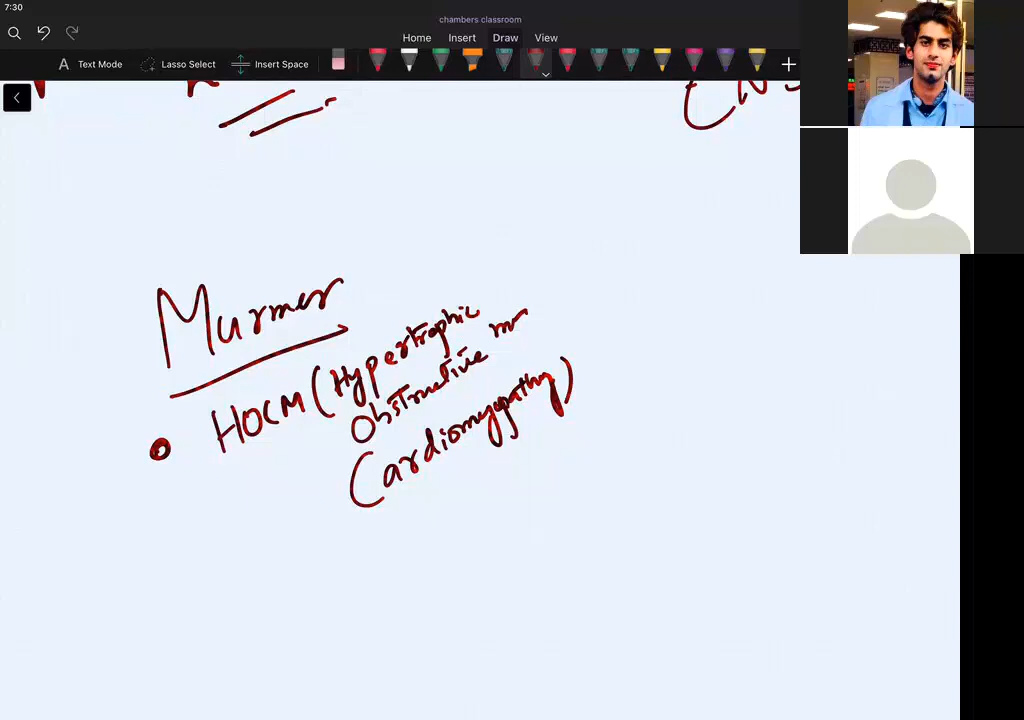 7:30
chambers classroom
Home Insert Draw View
Text Mode Lasso Select Insert Space
Murmer
HOCM (Hypertrophic
Obstructive
Cardiomyopathy)